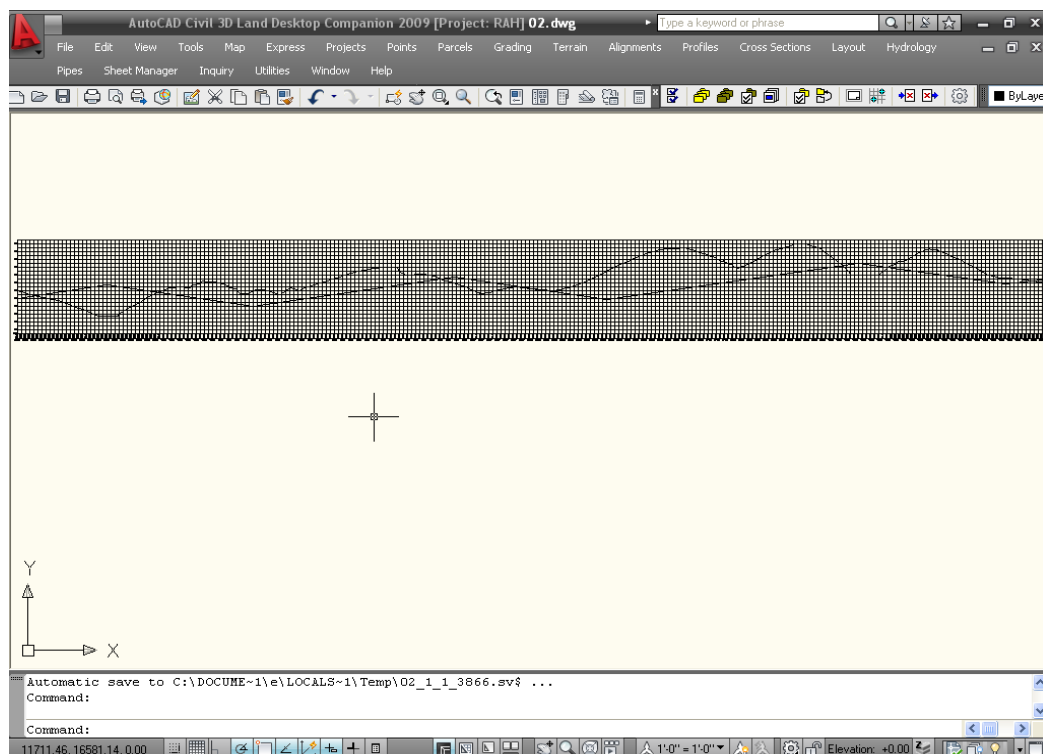 AutoCAD Civil 3D Land Desktop Companion 2009 [Project: RAH] 02.dwg
Type a keyword or phrase
File Edit View Tools Map Express Projects Points Parcels Grading Terrain Alignments Profiles Cross Sections Layout Hydrology
Pipes Sheet Manager Inquiry Utilities Window Help
ByLaye
Y
X
Automatic save to C:\DOCUME~1\e\LOCALS~1\Temp\02_1_1_3866.sv$ ...
Command:
Command:
11711.46, 16581.14, 0.00 1'-0" = 1'-0" Elevation: +0.00